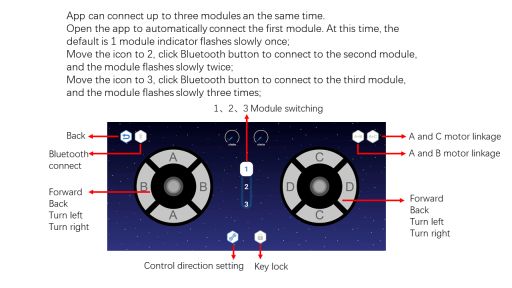 App can connect up to three modules an the same time.
Open the app to automatically connect the first module. At this time, the
default is 1 module indicator flashes slowly once;
Move the icon to 2, click Bluetooth button to connect to the second module,
and the module flashes slowly twice;
Move the icon to 3, click Bluetooth button to connect to the third module,
and the module flashes slowly three times;
1、2、3 Module switching
Back
A and C motor linkage
Bluetooth
connect
A and B motor linkage
A
C
1
B
B
2
D
D
A
C
3
Forward
Back
Turn left
Turn right
Forward
Back
Turn left
Turn right
Control direction setting
Key lock